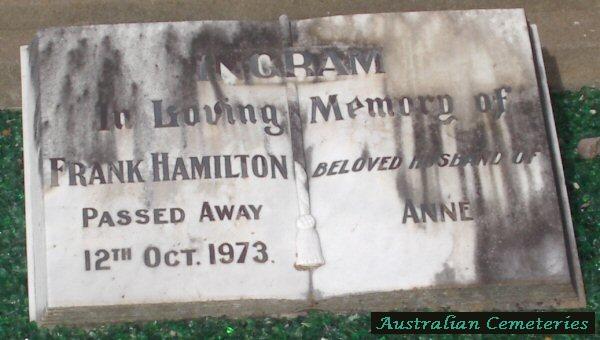 INGRAM
In Loving Memory of
FRANK HAMILTON
PASSED AWAY
12TH OCT. 1973.
BELOVED HUSBAND OF
ANNE
Australian Cemeteries